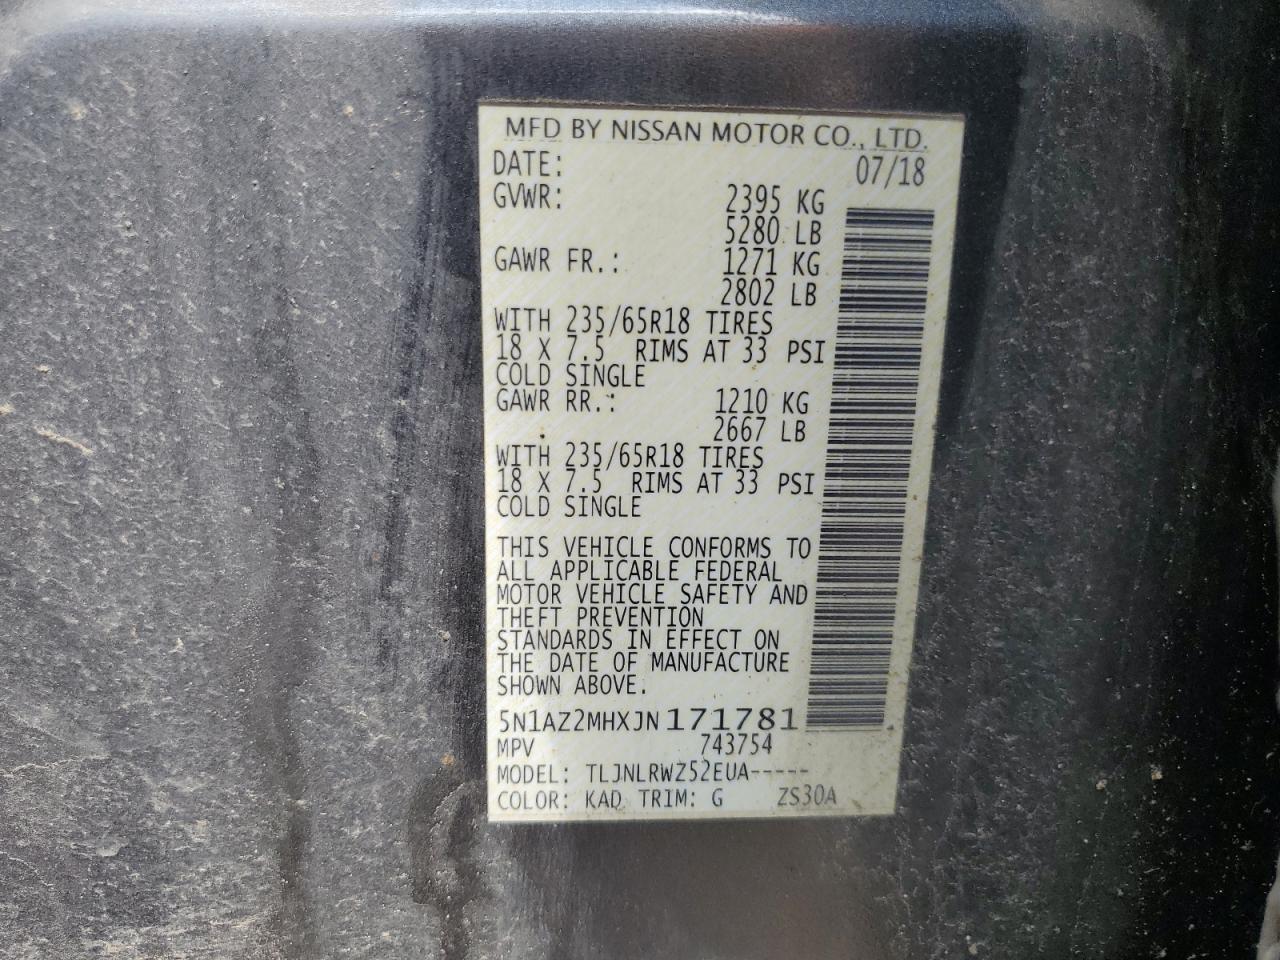 MFD BY NISSAN MOTOR CO., LTD.
DATE: 07/18
GVWR: 2395 KG
5280 LB
GAWR FR.: 1271 KG
2802 LB
WITH 235/65R18 TIRES
18 X 7.5 RIMS AT 33 PSI
COLD SINGLE
GAWR RR.: 1210 KG
2667 LB
WITH 235/65R18 TIRES
18 X 7.5 RIMS AT 33 PSI
COLD SINGLE
THIS VEHICLE CONFORMS TO
ALL APPLICABLE FEDERAL
MOTOR VEHICLE SAFETY AND
THEFT PREVENTION
STANDARDS IN EFFECT ON
THE DATE OF MANUFACTURE
SHOWN ABOVE.
5N1AZ2MHXJN171781
MPV 743754
MODEL: TLJNLRWZ52EUA-----
COLOR: KAD TRIM: G ZS30A